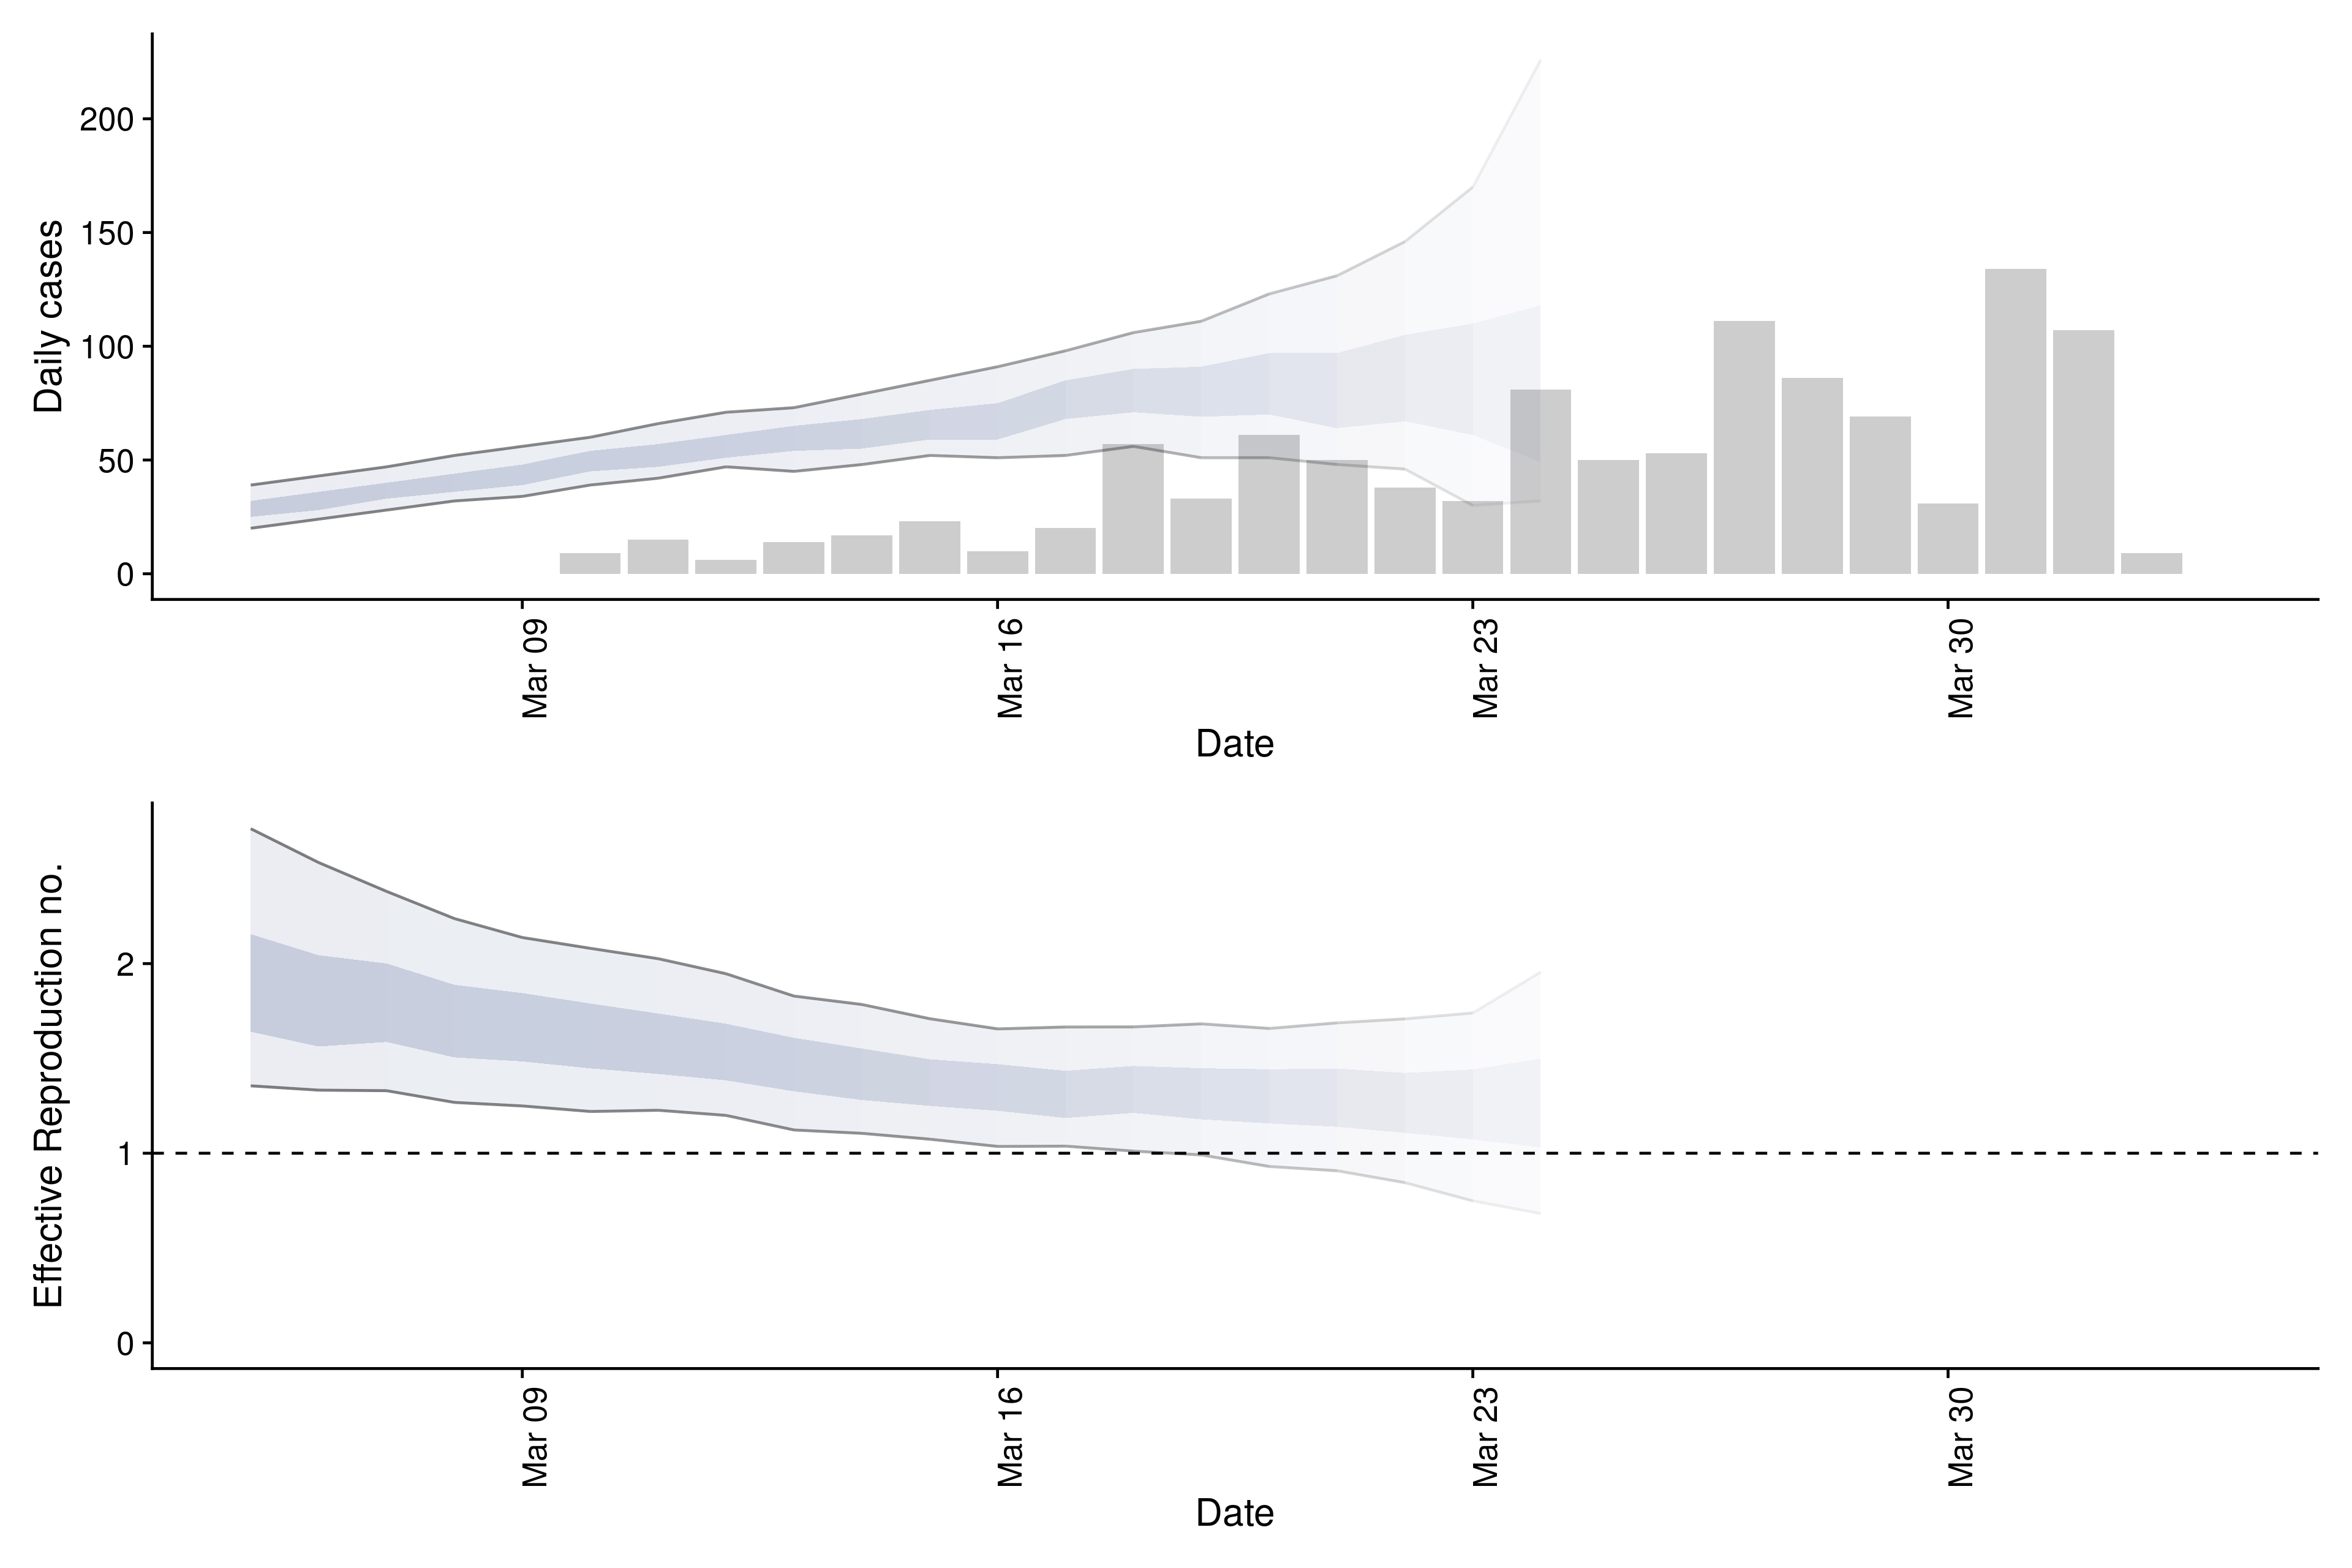 Daily cases
200
150
100
50
0
Mar 09
Mar 16
Mar 23
Mar 30
Date
Effective Reproduction no.
2
1
0
Mar 09
Mar 16
Mar 23
Mar 30
Date